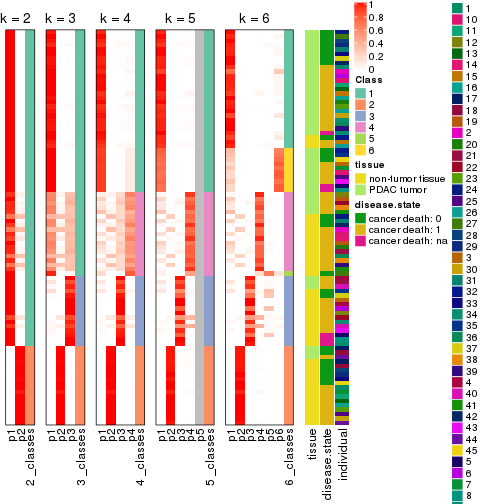 k = 2
k = 3
k = 4
k = 5
k = 6
p1
p2
2_classes
p1
p2
p3
3_classes
p1
p2
p3
p4
4_classes
p1
p2
p3
p4
p5
5_classes
p1
p2
p3
p4
p5
p6
6_classes
tissue
disease.state
individual
1
0.8
0.6
0.4
0.2
0
Class
1
2
3
4
5
6
tissue
non-tumor tissue
PDAC tumor
disease.state
cancer death: 0
cancer death: 1
cancer death: na
1
10
11
12
13
14
15
16
17
18
19
2
20
21
22
23
24
25
26
27
28
29
3
30
31
32
33
34
35
36
37
38
39
4
40
41
42
43
44
45
5
6
7
8